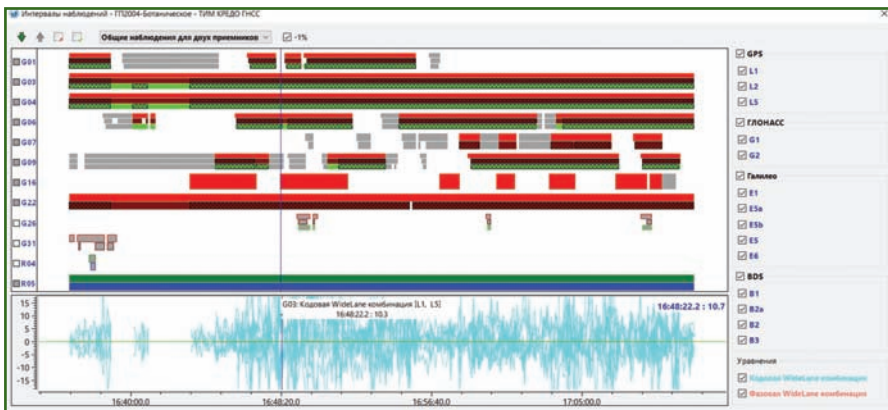 Интервалы наблюдений - ГП2004-Ботаническое - ТИМ КРЕДО ГНСС
Общие наблюдения для двух приемников
-1%
G01
G03
G04
G06
G07
G09
G16
G22
G26
G31
R04
R05
GPS
L1
L2
L5
ГЛОНАСС
G1
G2
Галилео
E1
E5a
E5b
E5
E6
BDS
B1
B2a
B2
B3
Уравнения
Кодовая WideLane комбинация
Фазовая WideLane комбинация
15
10
5
0
-5
-10
-15
G03: Кодовая WideLane комбинация [L1, L5]
16:48:22.2 : 10.3
16:48:22.2 : 10.7
16:40:00.0
16:48:20.0
16:56:40.0
17:05:00.0